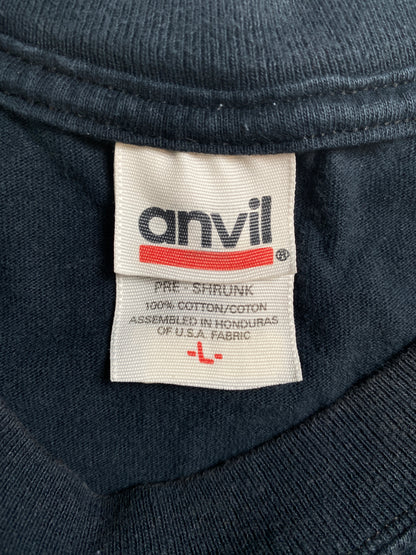 anvil
®
PRE - SHRUNK
100% COTTON/COTON
ASSEMBLED IN HONDURAS
OF U.S.A. FABRIC
-L-